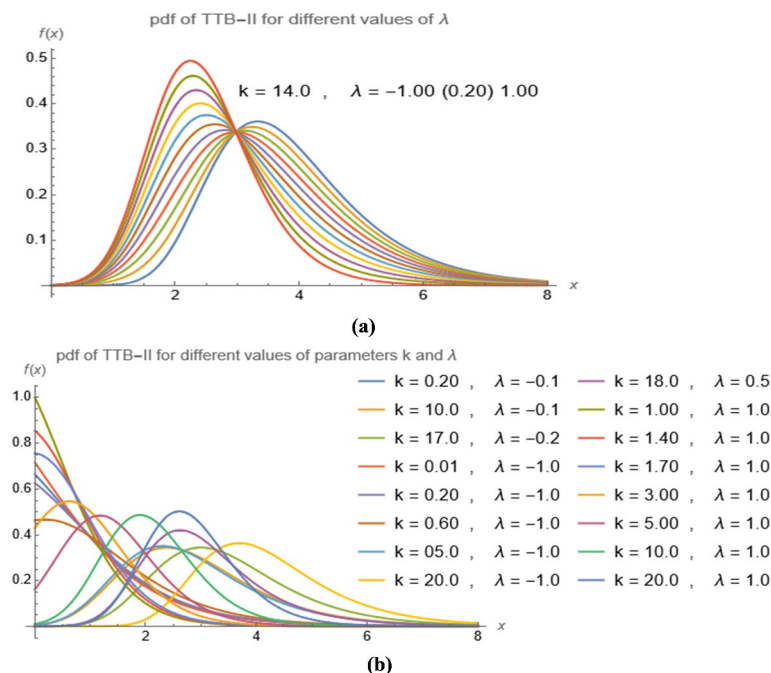 pdf of TTB−II for different values of λ
f(x)
k = 14.0 , λ = −1.00 (0.20) 1.00
0.5
0.4
0.3
0.2
0.1
2 4 6 8 x
(a)
pdf of TTB−II for different values of parameters k and λ
f(x)
1.0
0.8
0.6
0.4
0.2
2 4 6 8 x
k = 0.20 , λ = −0.1
k = 10.0 , λ = −0.1
k = 17.0 , λ = −0.2
k = 0.01 , λ = −1.0
k = 0.20 , λ = −1.0
k = 0.60 , λ = −1.0
k = 05.0 , λ = −1.0
k = 20.0 , λ = −1.0
k = 18.0 , λ = 0.5
k = 1.00 , λ = 1.0
k = 1.40 , λ = 1.0
k = 1.70 , λ = 1.0
k = 3.00 , λ = 1.0
k = 5.00 , λ = 1.0
k = 10.0 , λ = 1.0
k = 20.0 , λ = 1.0
(b)